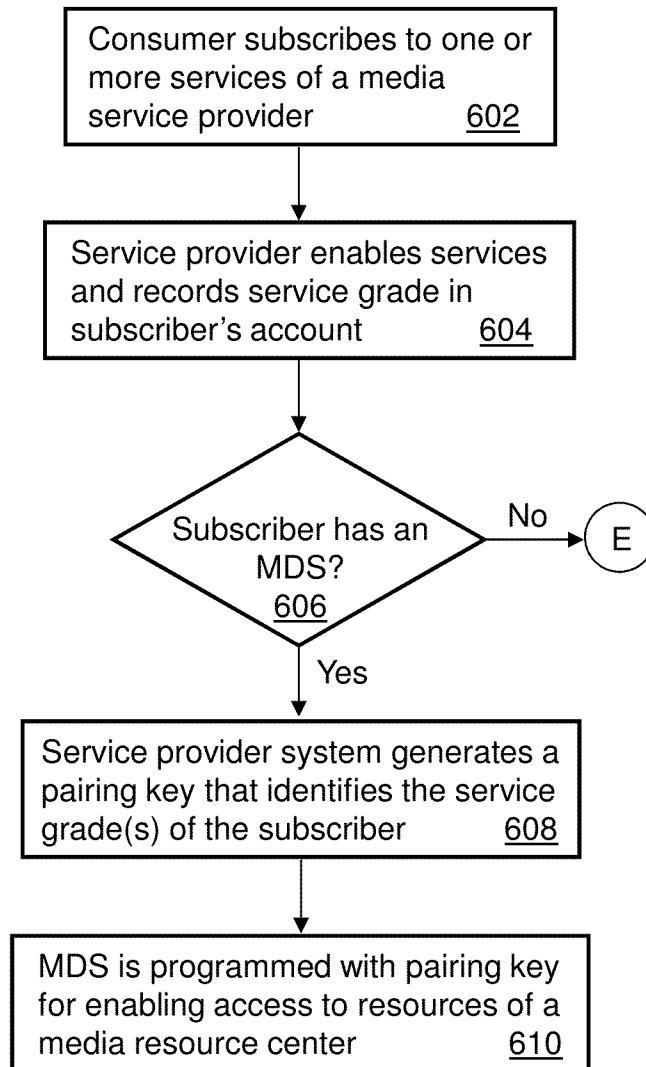 Consumer subscribes to one or
more services of a media
service provider 602
Service provider enables services
and records service grade in
subscriber's account 604
Subscriber has an
MDS?
606
No
E
Yes
Service provider system generates a
pairing key that identifies the service
grade(s) of the subscriber 608
MDS is programmed with pairing key
for enabling access to resources of a
media resource center 610